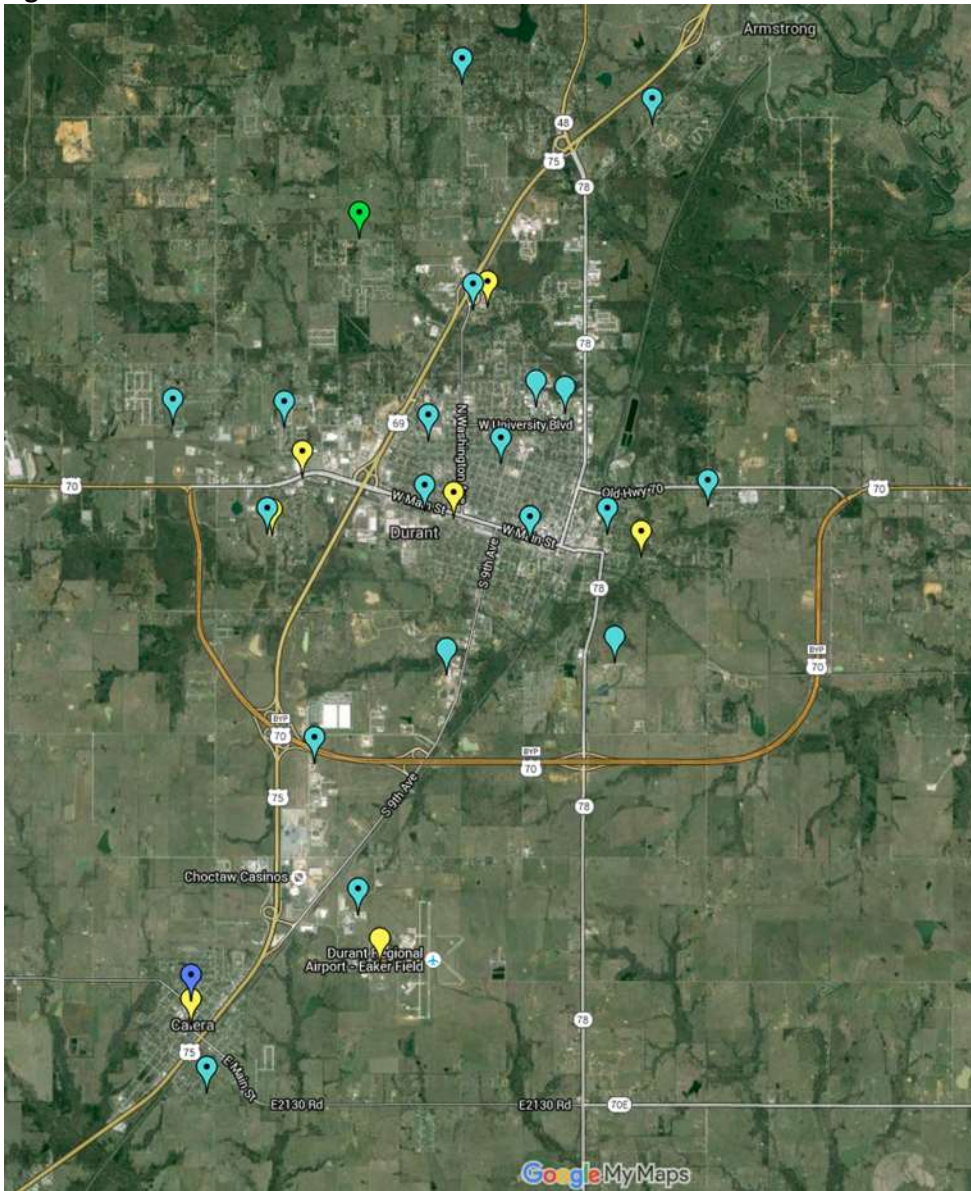 Armstrong
48
75
78
78
69
N Washington
W University Blvd
70
Old Hwy 70
70
W Main St
Durant
W Main St
S 9th Ave
78
BYP
70
BYP
70
BYP
70
75
S 9th Ave
78
Choctaw Casinos
Durant Regional
Airport - Eaker Field
Calera
78
75
E Main St
E2130 Rd
E2130 Rd
70E
Google My Maps